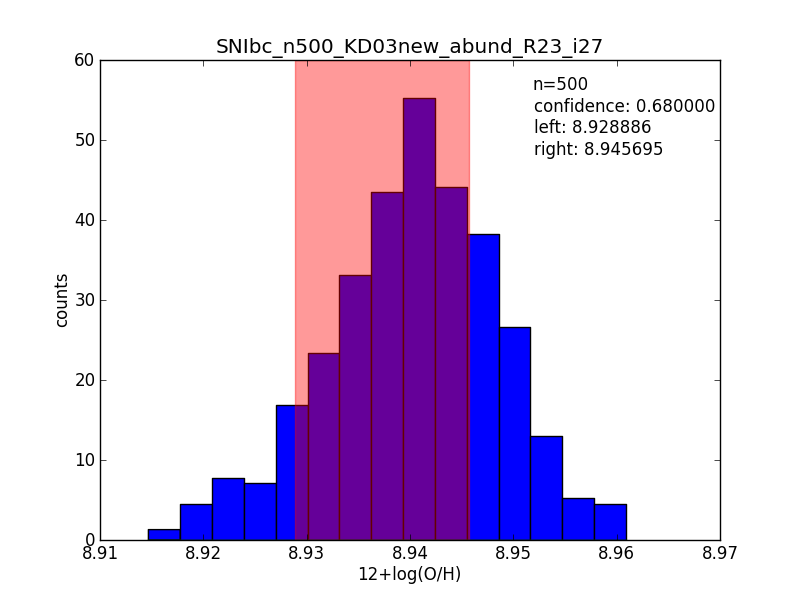 SNIbc_n500_KD03new_abund_R23_i27
60
50
40
30
20
10
0
counts
n=500
confidence: 0.680000
left: 8.928886
right: 8.945695
8.91 8.92 8.93 8.94 8.95 8.96 8.97
12+log(O/H)